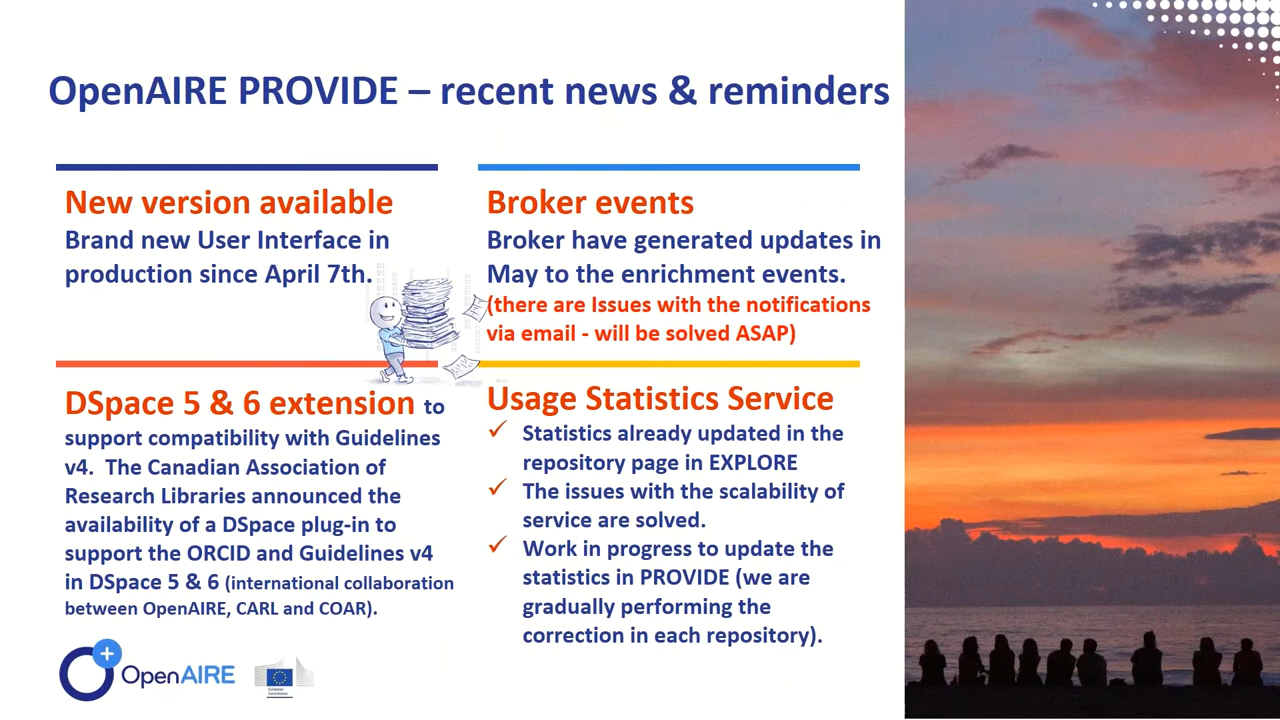 OpenAIRE PROVIDE – recent news & reminders
New version available
Brand new User Interface in
production since April 7th.
Broker events
Broker have generated updates in
May to the enrichment events.
(there are Issues with the notifications
via email - will be solved ASAP)
DSpace 5 & 6 extension to
support compatibility with Guidelines
v4. The Canadian Association of
Research Libraries announced the
availability of a DSpace plug-in to
support the ORCID and Guidelines v4
in DSpace 5 & 6 (international collaboration
between OpenAIRE, CARL and COAR).
Usage Statistics Service
✓ Statistics already updated in the
repository page in EXPLORE
✓ The issues with the scalability of
service are solved.
✓ Work in progress to update the
statistics in PROVIDE (we are
gradually performing the
correction in each repository).
OpenAIRE
European
Commission